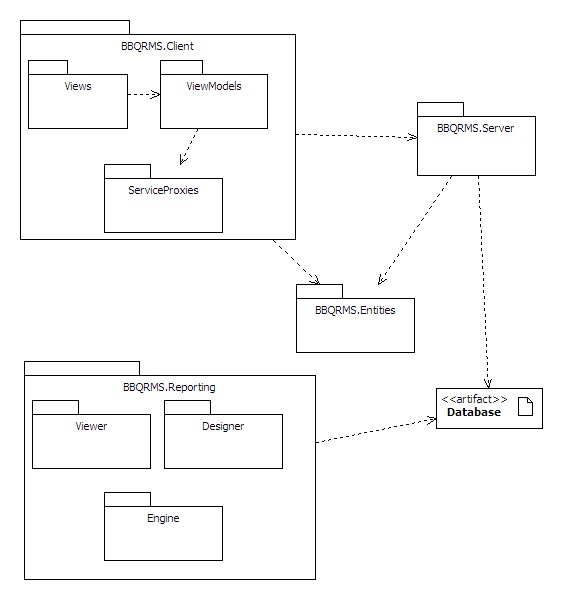 BBQRMS.Client
Views
ViewModels
ServiceProxies
BBQRMS.Server
BBQRMS.Entities
BBQRMS.Reporting
Viewer
Designer
Engine
<<artifact>>
Database